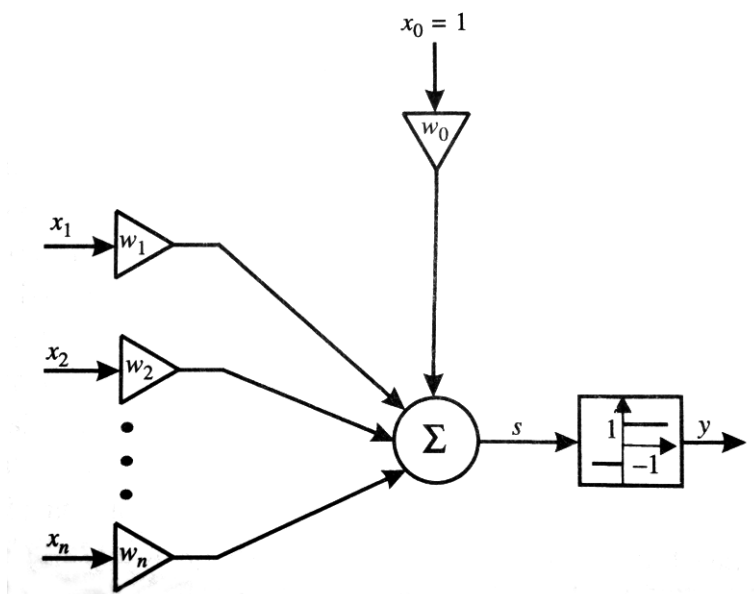 x₀ = 1
w₀
x₁
w₁
x₂
w₂
Σ
s
1
−1
y
xₙ
wₙ